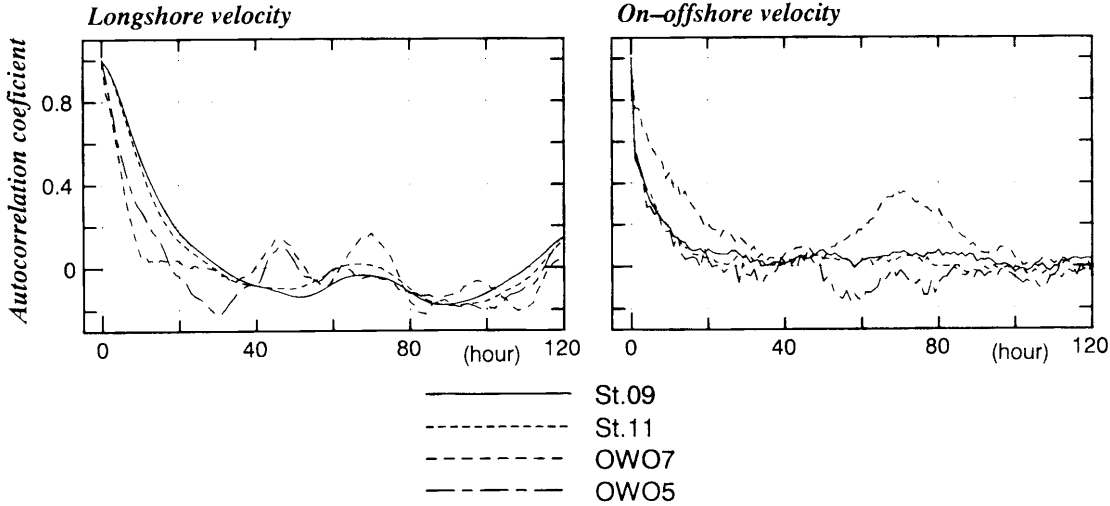 Longshore velocity
On–offshore velocity
Autocorrelation coeficient
0.8
0.4
0
0 40 80 (hour) 120
0 40 80 (hour) 120
St.09
St.11
OWO7
OWO5